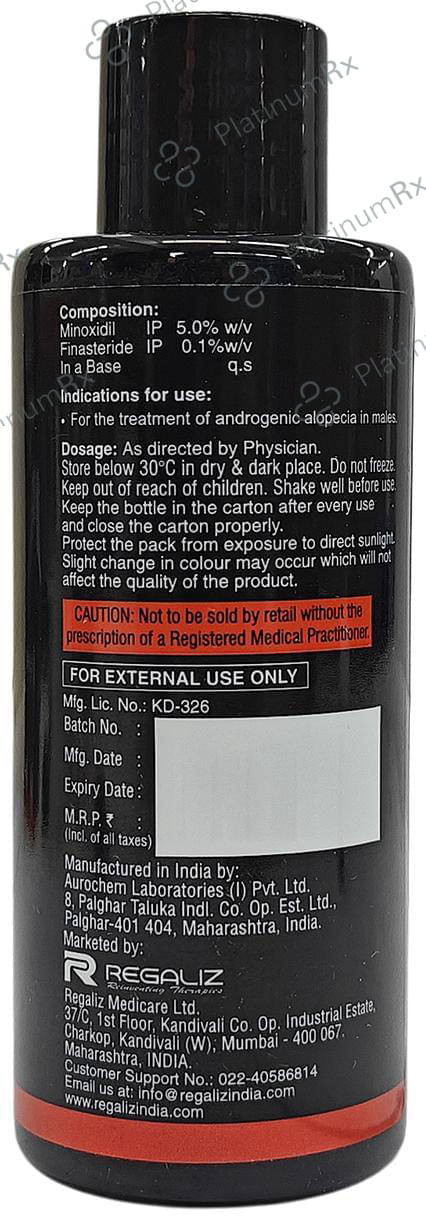 PlatinumRx
PlatinumRx
Composition:
Minoxidil IP 5.0% w/v
Finasteride IP 0.1%w/v
In a Base q.s
Indications for use:
• For the treatment of androgenic alopecia in males.
Dosage: As directed by Physician.
Store below 30°C in dry & dark place. Do not freeze.
Keep out of reach of children. Shake well before use.
Keep the bottle in the carton after every use
and close the carton properly.
Protect the pack from exposure to direct sunlight.
Slight change in colour may occur which will not
affect the quality of the product.
CAUTION: Not to be sold by retail without the
prescription of a Registered Medical Practitioner.
FOR EXTERNAL USE ONLY
Mfg. Lic. No.: KD-326
Batch No. :
Mfg. Date :
Expiry Date :
M.R.P. ₹ :
(Incl. of all taxes)
Manufactured in India by:
Aurochem Laboratories (I) Pvt. Ltd.
8, Palghar Taluka Indl. Co. Op. Est. Ltd.,
Palghar-401 404, Maharashtra, India.
Marketed by:
R REGALIZ
Reinventing Therapies
Regaliz Medicare Ltd.
37/C, 1st Floor, Kandivali Co. Op. Industrial Estate,
Charkop, Kandivali (W), Mumbai - 400 067.
Maharashtra, INDIA.
Customer Support No.: 022-40586814
Email us at: info@regalizindia.com
www.regalizindia.com